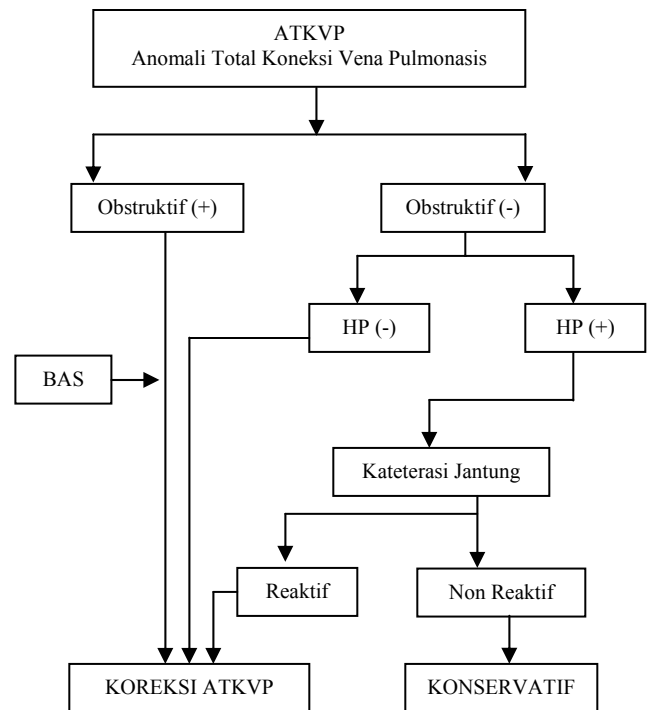 ATKVP
Anomali Total Koneksi Vena Pulmonasis
Obstruktif (+)
Obstruktif (-)
HP (-)
HP (+)
BAS
Kateterasi Jantung
Reaktif
Non Reaktif
KOREKSI ATKVP
KONSERVATIF